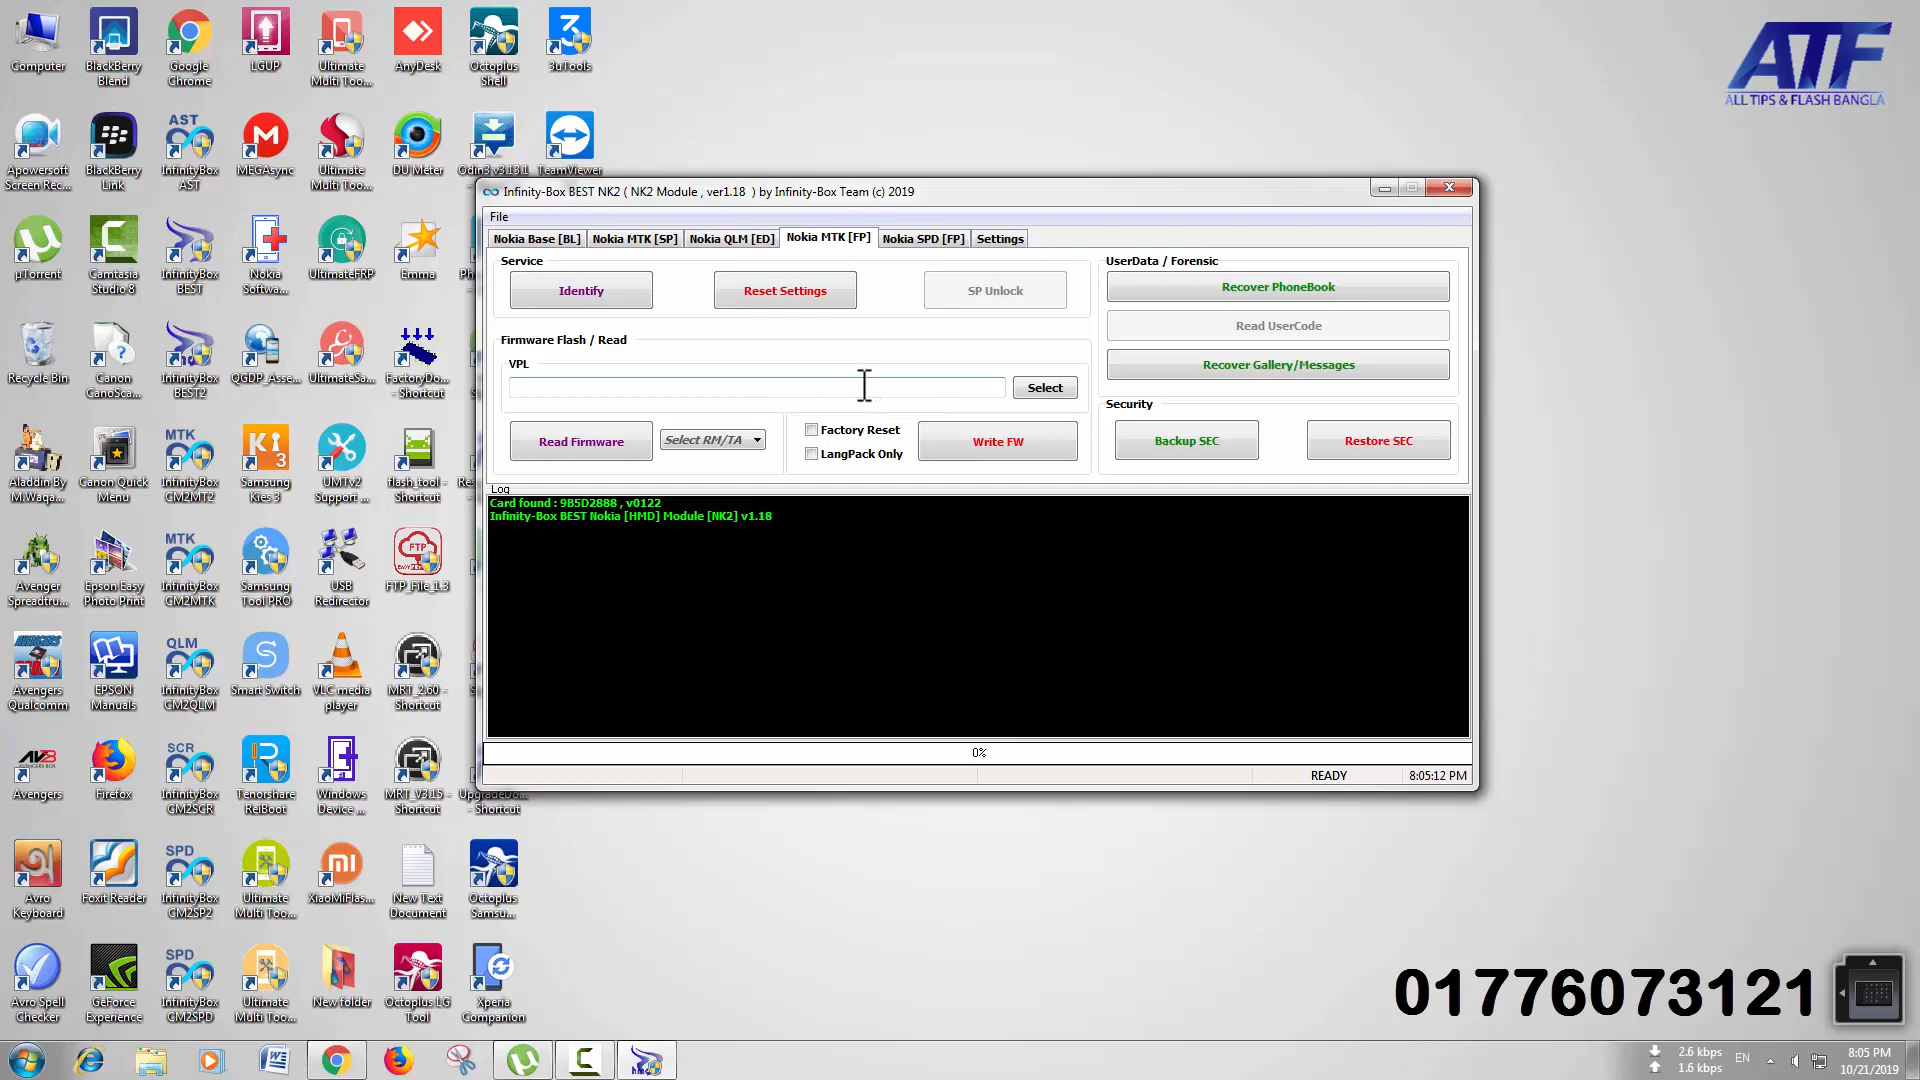 Computer
BlackBerry Blend
Google Chrome
LGUP
Ultimate Multi Too...
AnyDesk
Octoplus Shell
3uTools
ATF
ALL TIPS & FLASH BANGLA
Apowersoft Screen Rec...
BlackBerry Link
AST
InfinityBox AST
MEGAsync
Ultimate Multi Too...
DU Meter
Odin3 v3.13.1
TeamViewer
Infinity-Box BEST NK2 ( NK2 Module , ver1.18 ) by Infinity-Box Team (c) 2019
File
Nokia Base [BL]
Nokia MTK [SP]
Nokia QLM [ED]
Nokia MTK [FP]
Nokia SPD [FP]
Settings
Service
Identify
Reset Settings
SP Unlock
UserData / Forensic
Recover PhoneBook
Read UserCode
Recover Gallery/Messages
Firmware Flash / Read
VPL
Select
Read Firmware
Select RM/TA
Factory Reset
LangPack Only
Write FW
Security
Backup SEC
Restore SEC
Log
Card found : 9B5D2888 , v0122
Infinity-Box BEST Nokia [HMD] Module [NK2] v1.18
0%
READY
8:05:12 PM
µTorrent
Camtasia Studio 8
InfinityBox BEST
Nokia Softwa...
UltimateFRP
Emma
Recycle Bin
Canon CanoSca...
InfinityBox BEST2
QGDP_Asse...
UltimateSa...
FactoryDo... - Shortcut
Aladdin By M.Waqa...
Canon Quick Menu
MTK
InfinityBox CM2MT2
KiES 3
Samsung Kies 3
UMTv2 Support ...
flash_tool - Shortcut
Avenger Spreadtru...
Epson Easy Photo Print
MTK
InfinityBox CM2MTK
Samsung Tool PRO
USB Redirector
FTP
FTP_File_1.3
Avengers Qualcomm
EPSON Manuals
QLM
InfinityBox CM2QLM
Smart Switch
VLC media player
MRT_2.60 - Shortcut
Avengers
Firefox
SCR
InfinityBox CM2SCR
Tenorshare ReiBoot
Windows Device ...
MRT_V3.15 - Shortcut
UpgradeDo... - Shortcut
Avro Keyboard
Foxit Reader
SPD
InfinityBox CM2SP2
Ultimate Multi Too...
XiaoMiFlas...
New Text Document
Octoplus Samsu...
Avro Spell Checker
GeForce Experience
SPD
InfinityBox CM2SPD
Ultimate Multi Too...
New folder
Octoplus LG Tool
Xperia Companion
01776073121
2.6 kbps
1.6 kbps
EN
8:05 PM
10/21/2019